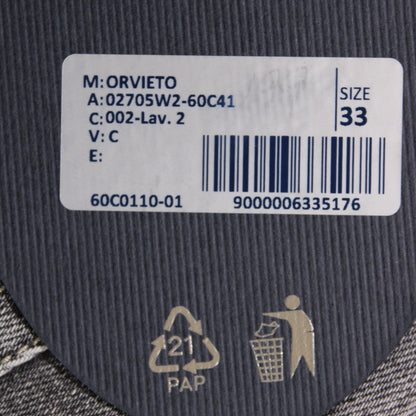 M: ORVIETO
A: 02705W2-60C41
C: 002-Lav. 2
V: C
E:
SIZE
33
60C0110-01
9000006335176
21
PAP